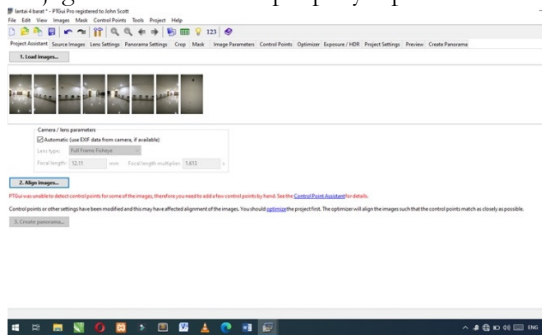 lantai 4 barat * - PTGui Pro registered to John Scott
File Edit View Images Mask Control Points Tools Project Help
123
Project Assistant Source Images Lens Settings Panorama Settings Crop Mask Image Parameters Control Points Optimizer Exposure / HDR Project Settings Preview Create Panorama
1. Load images...
Camera / lens parameters
Automatic (use EXIF data from camera, if available)
Lens type: Full frame fisheye
Focal length: 12.11 mm Focal length multiplier: 1.613 x
2. Align images...
PTGui was unable to detect control points for some of the images, therefore you need to add a few control points by hand. See the Control Point Assistant for details.
Control points or other settings have been modified and this may have affected alignment of the images. You should optimize the project first. The optimizer will align the images such that the control points match as closely as possible.
3. Create panorama...
ENG